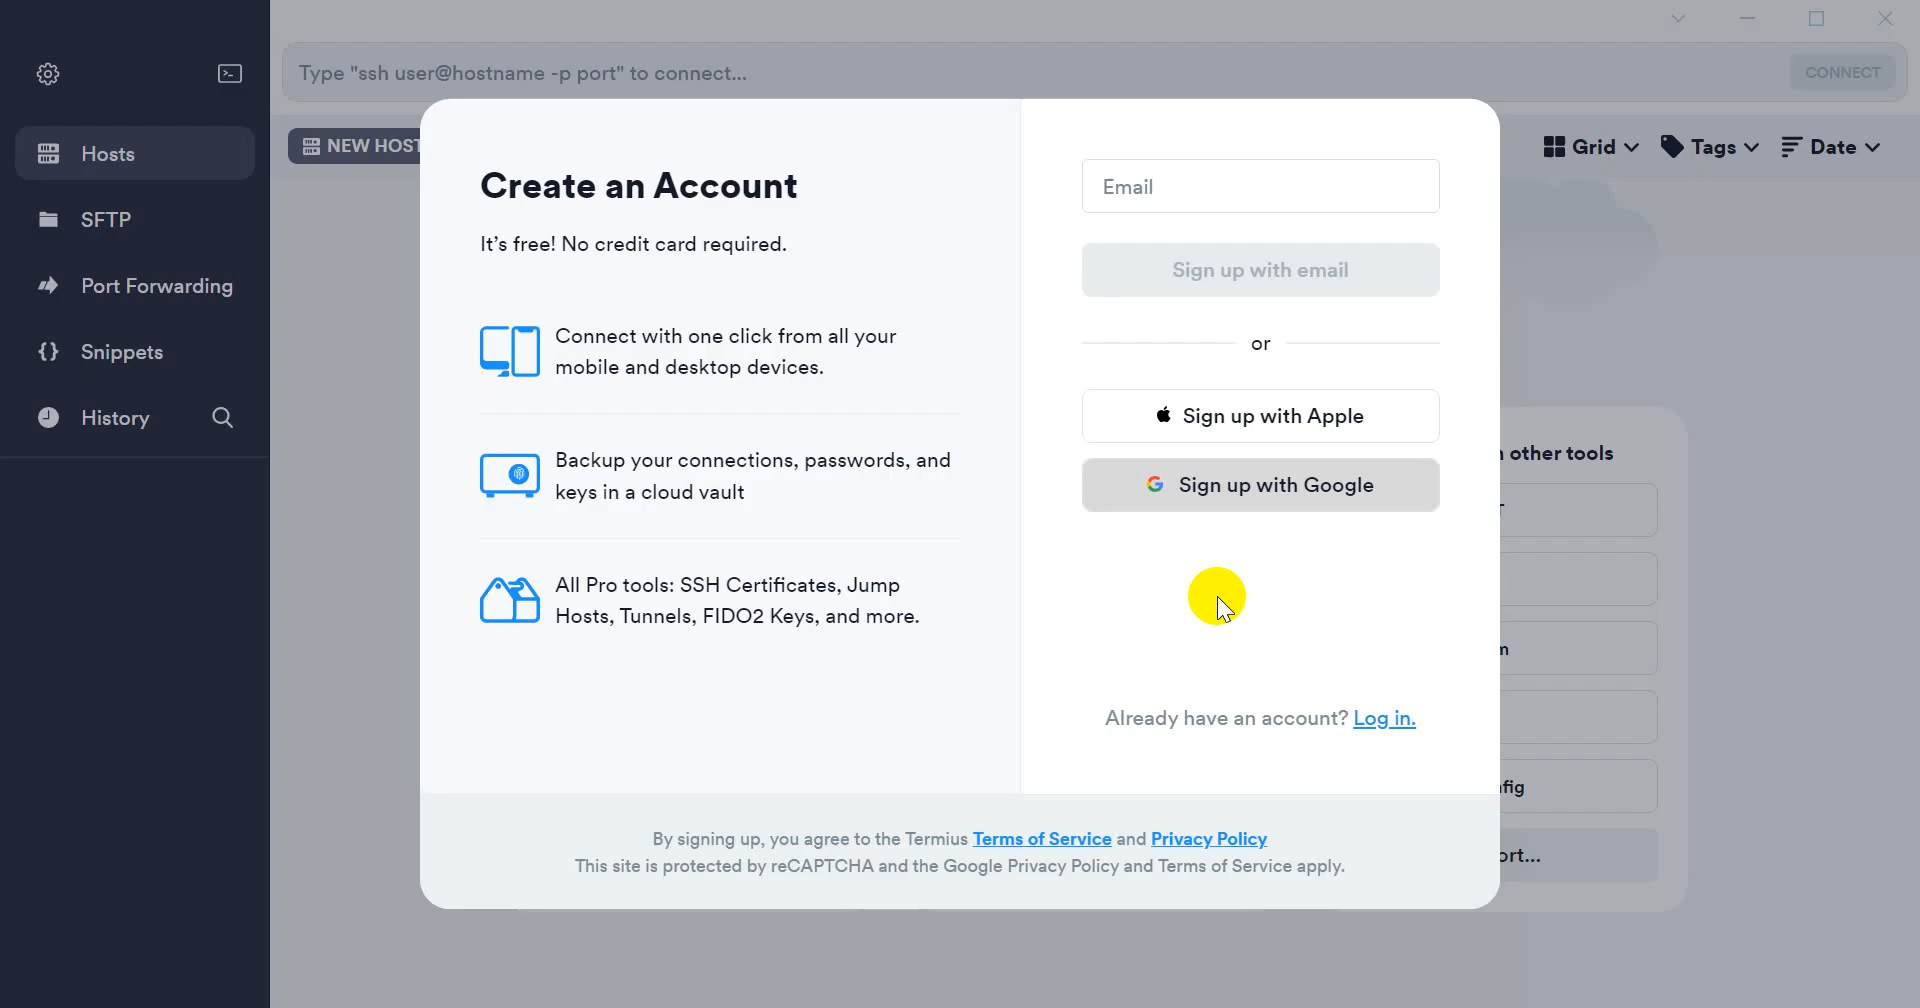 Type "ssh user@hostname -p port" to connect...
CONNECT
Hosts
SFTP
Port Forwarding
Snippets
History
NEW HOST
Grid
Tags
Date
Create an Account
It's free! No credit card required.
Connect with one click from all your
mobile and desktop devices.
Backup your connections, passwords, and
keys in a cloud vault
All Pro tools: SSH Certificates, Jump
Hosts, Tunnels, FIDO2 Keys, and more.
Email
Sign up with email
or
Sign up with Apple
Sign up with Google
Already have an account? Log in.
other tools
By signing up, you agree to the Termius Terms of Service and Privacy Policy
This site is protected by reCAPTCHA and the Google Privacy Policy and Terms of Service apply.